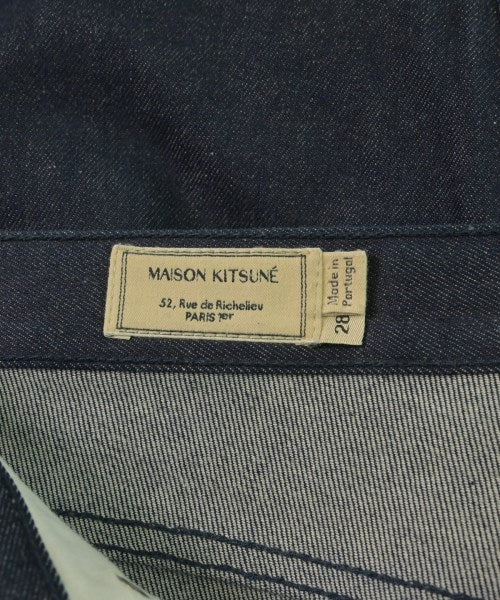 MAISON KITSUNÉ
52, Rue de Richelieu
PARIS 1er
28
Made in
Portugal